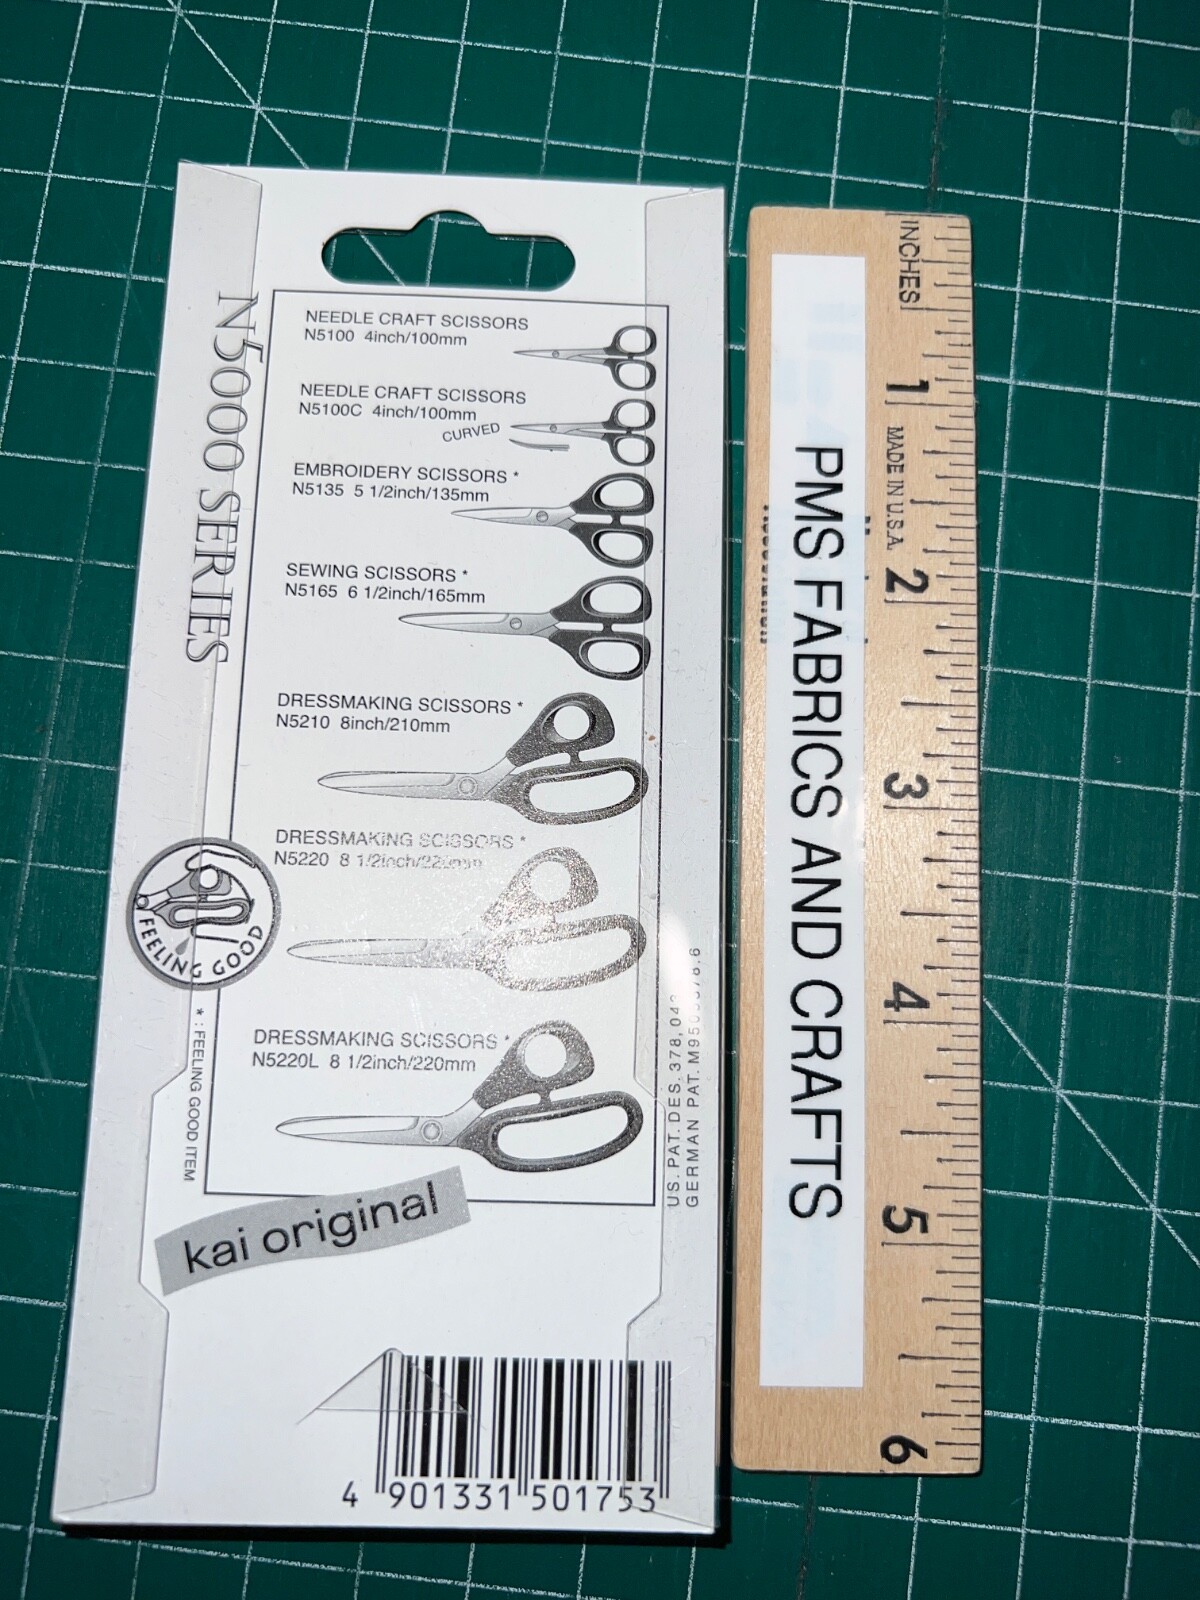 N5000 SERIES
NEEDLE CRAFT SCISSORS
N5100 4inch/100mm
NEEDLE CRAFT SCISSORS
N5100C 4inch/100mm
CURVED
EMBROIDERY SCISSORS *
N5135 5 1/2inch/135mm
SEWING SCISSORS *
N5165 6 1/2inch/165mm
DRESSMAKING SCISSORS *
N5210 8inch/210mm
DRESSMAKING SCISSORS *
N5220 8 1/2inch/220mm
DRESSMAKING SCISSORS *
N5220L 8 1/2inch/220mm
FEELING GOOD
* : FEELING GOOD ITEM
US. PAT. DES. 378, 04
GERMAN PAT.
kai original
4 901331 501753
INCHES
1
MADE IN U.S.A.
2
3
4
5
6
PMS FABRICS AND CRAFTS